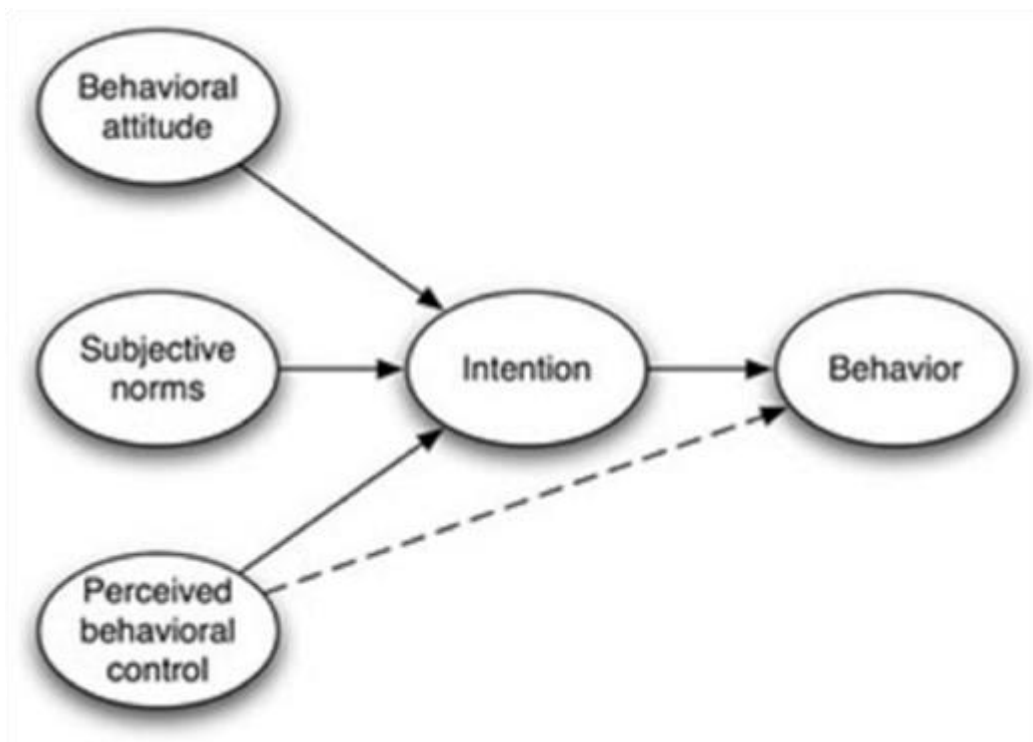 Behavioral
attitude
Subjective
norms
Intention
Behavior
Perceived
behavioral
control